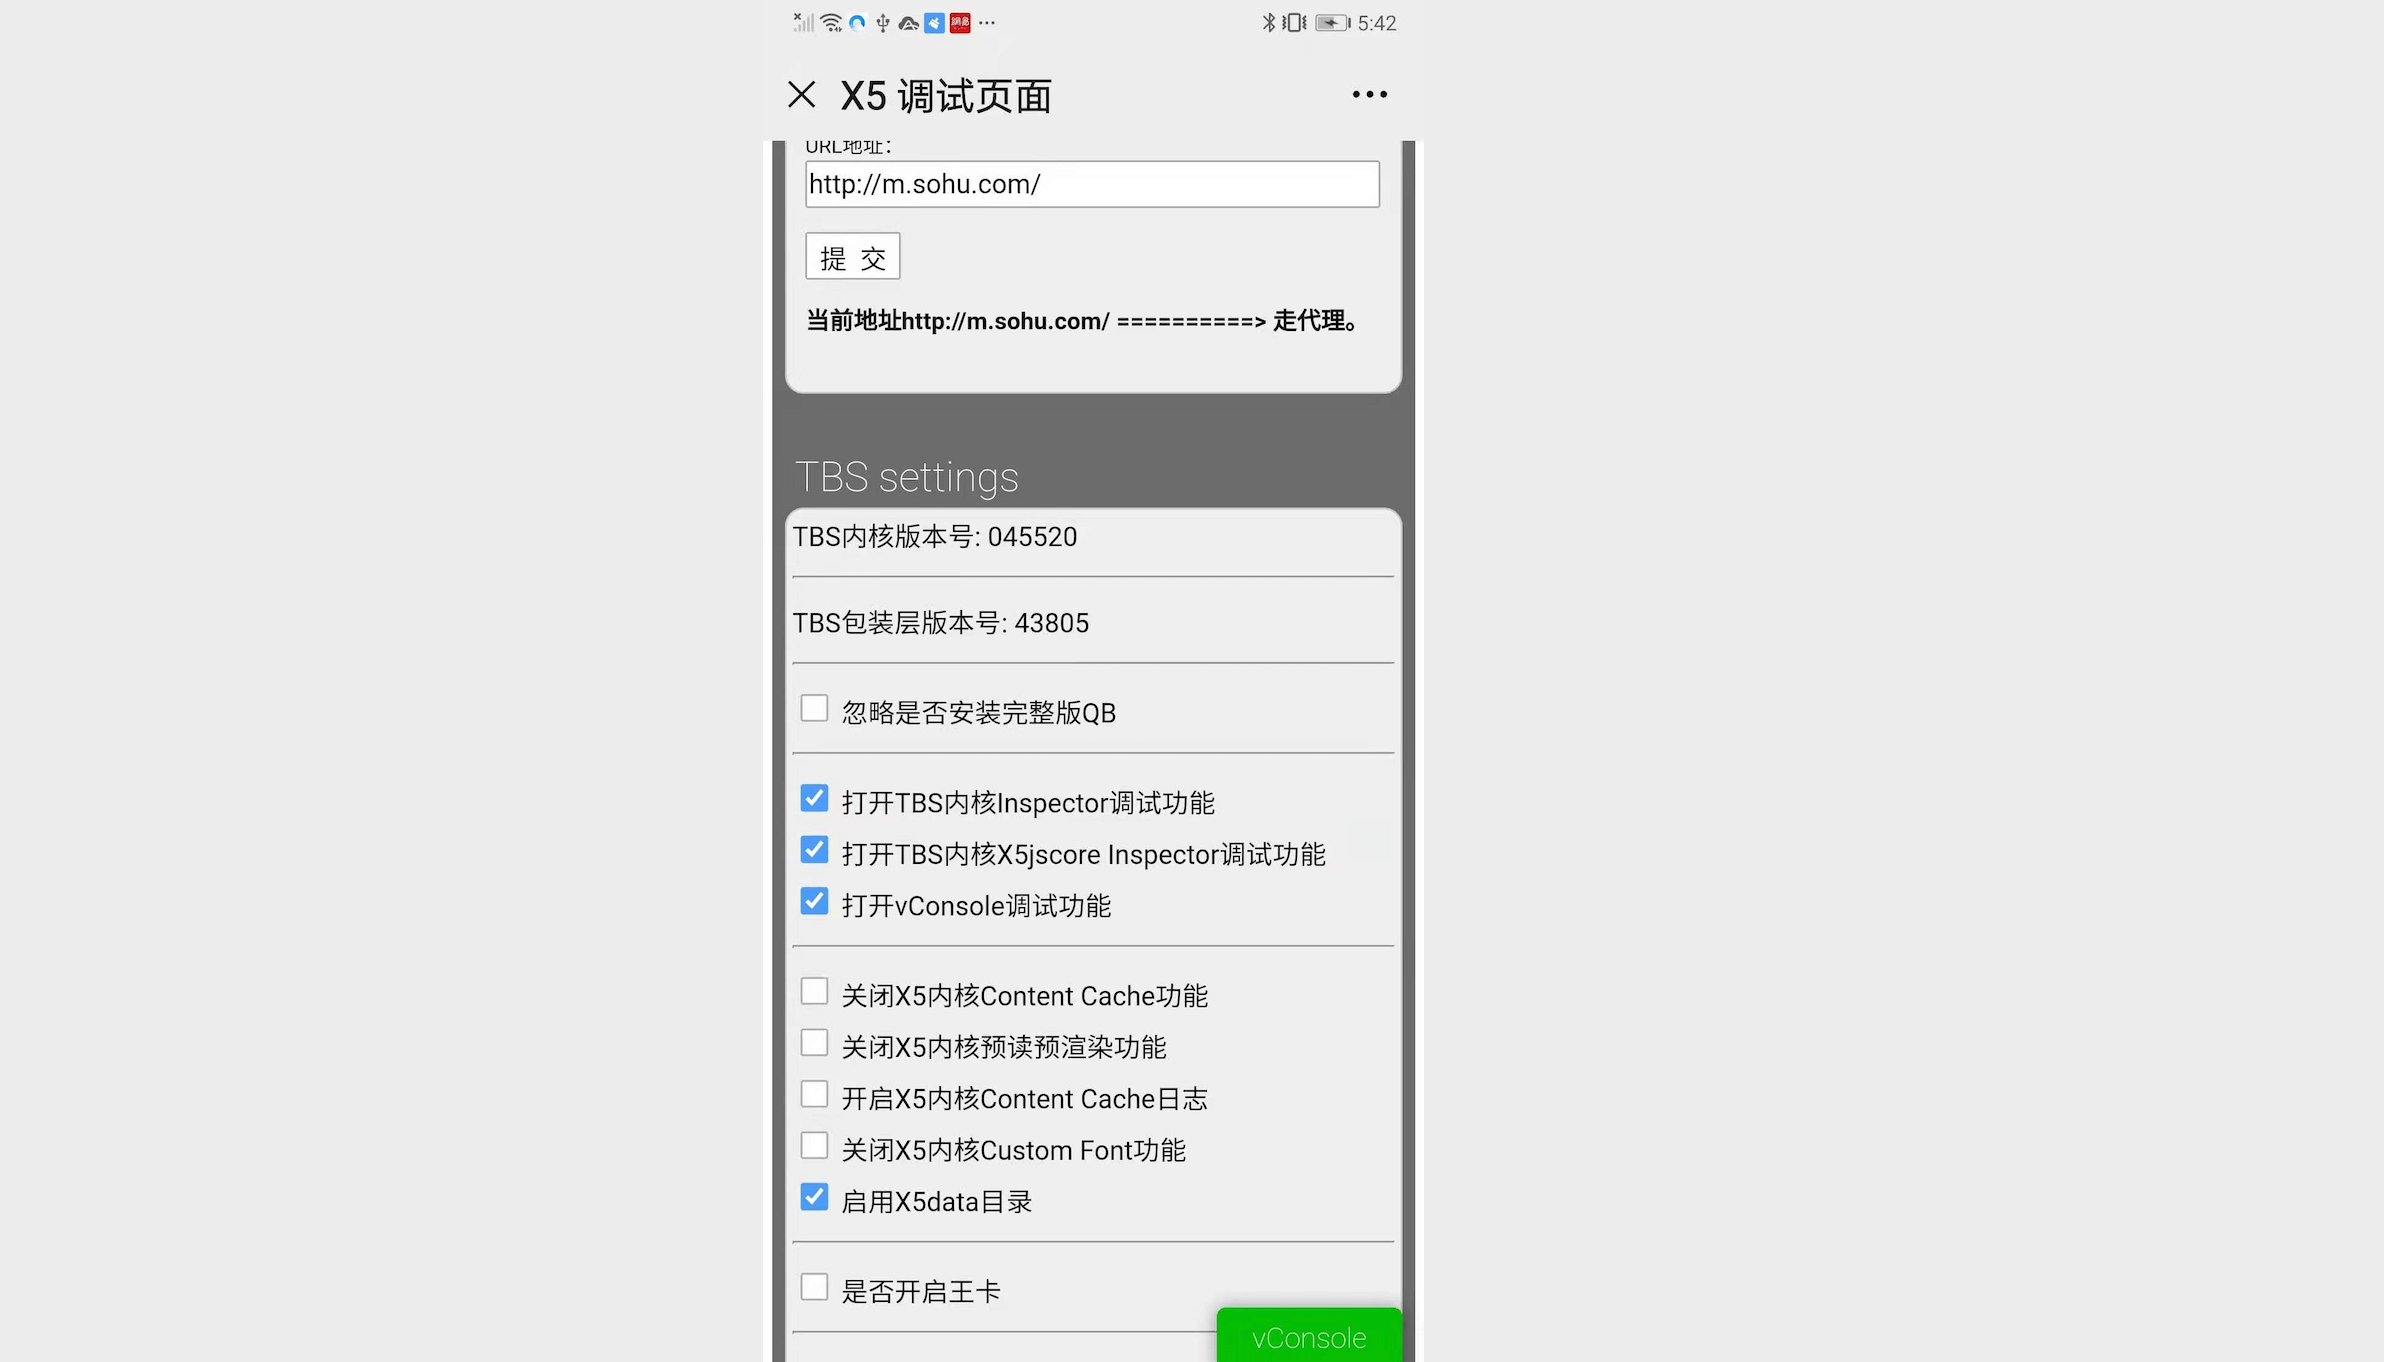 5:42
X5 调试页面
URL地址:
http://m.sohu.com/
提 交
当前地址http://m.sohu.com/ ==========> 走代理。
TBS settings
TBS内核版本号: 045520
TBS包装层版本号: 43805
忽略是否安装完整版QB
打开TBS内核Inspector调试功能
打开TBS内核X5jscore Inspector调试功能
打开vConsole调试功能
关闭X5内核Content Cache功能
关闭X5内核预读预渲染功能
开启X5内核Content Cache日志
关闭X5内核Custom Font功能
启用X5data目录
是否开启王卡
vConsole